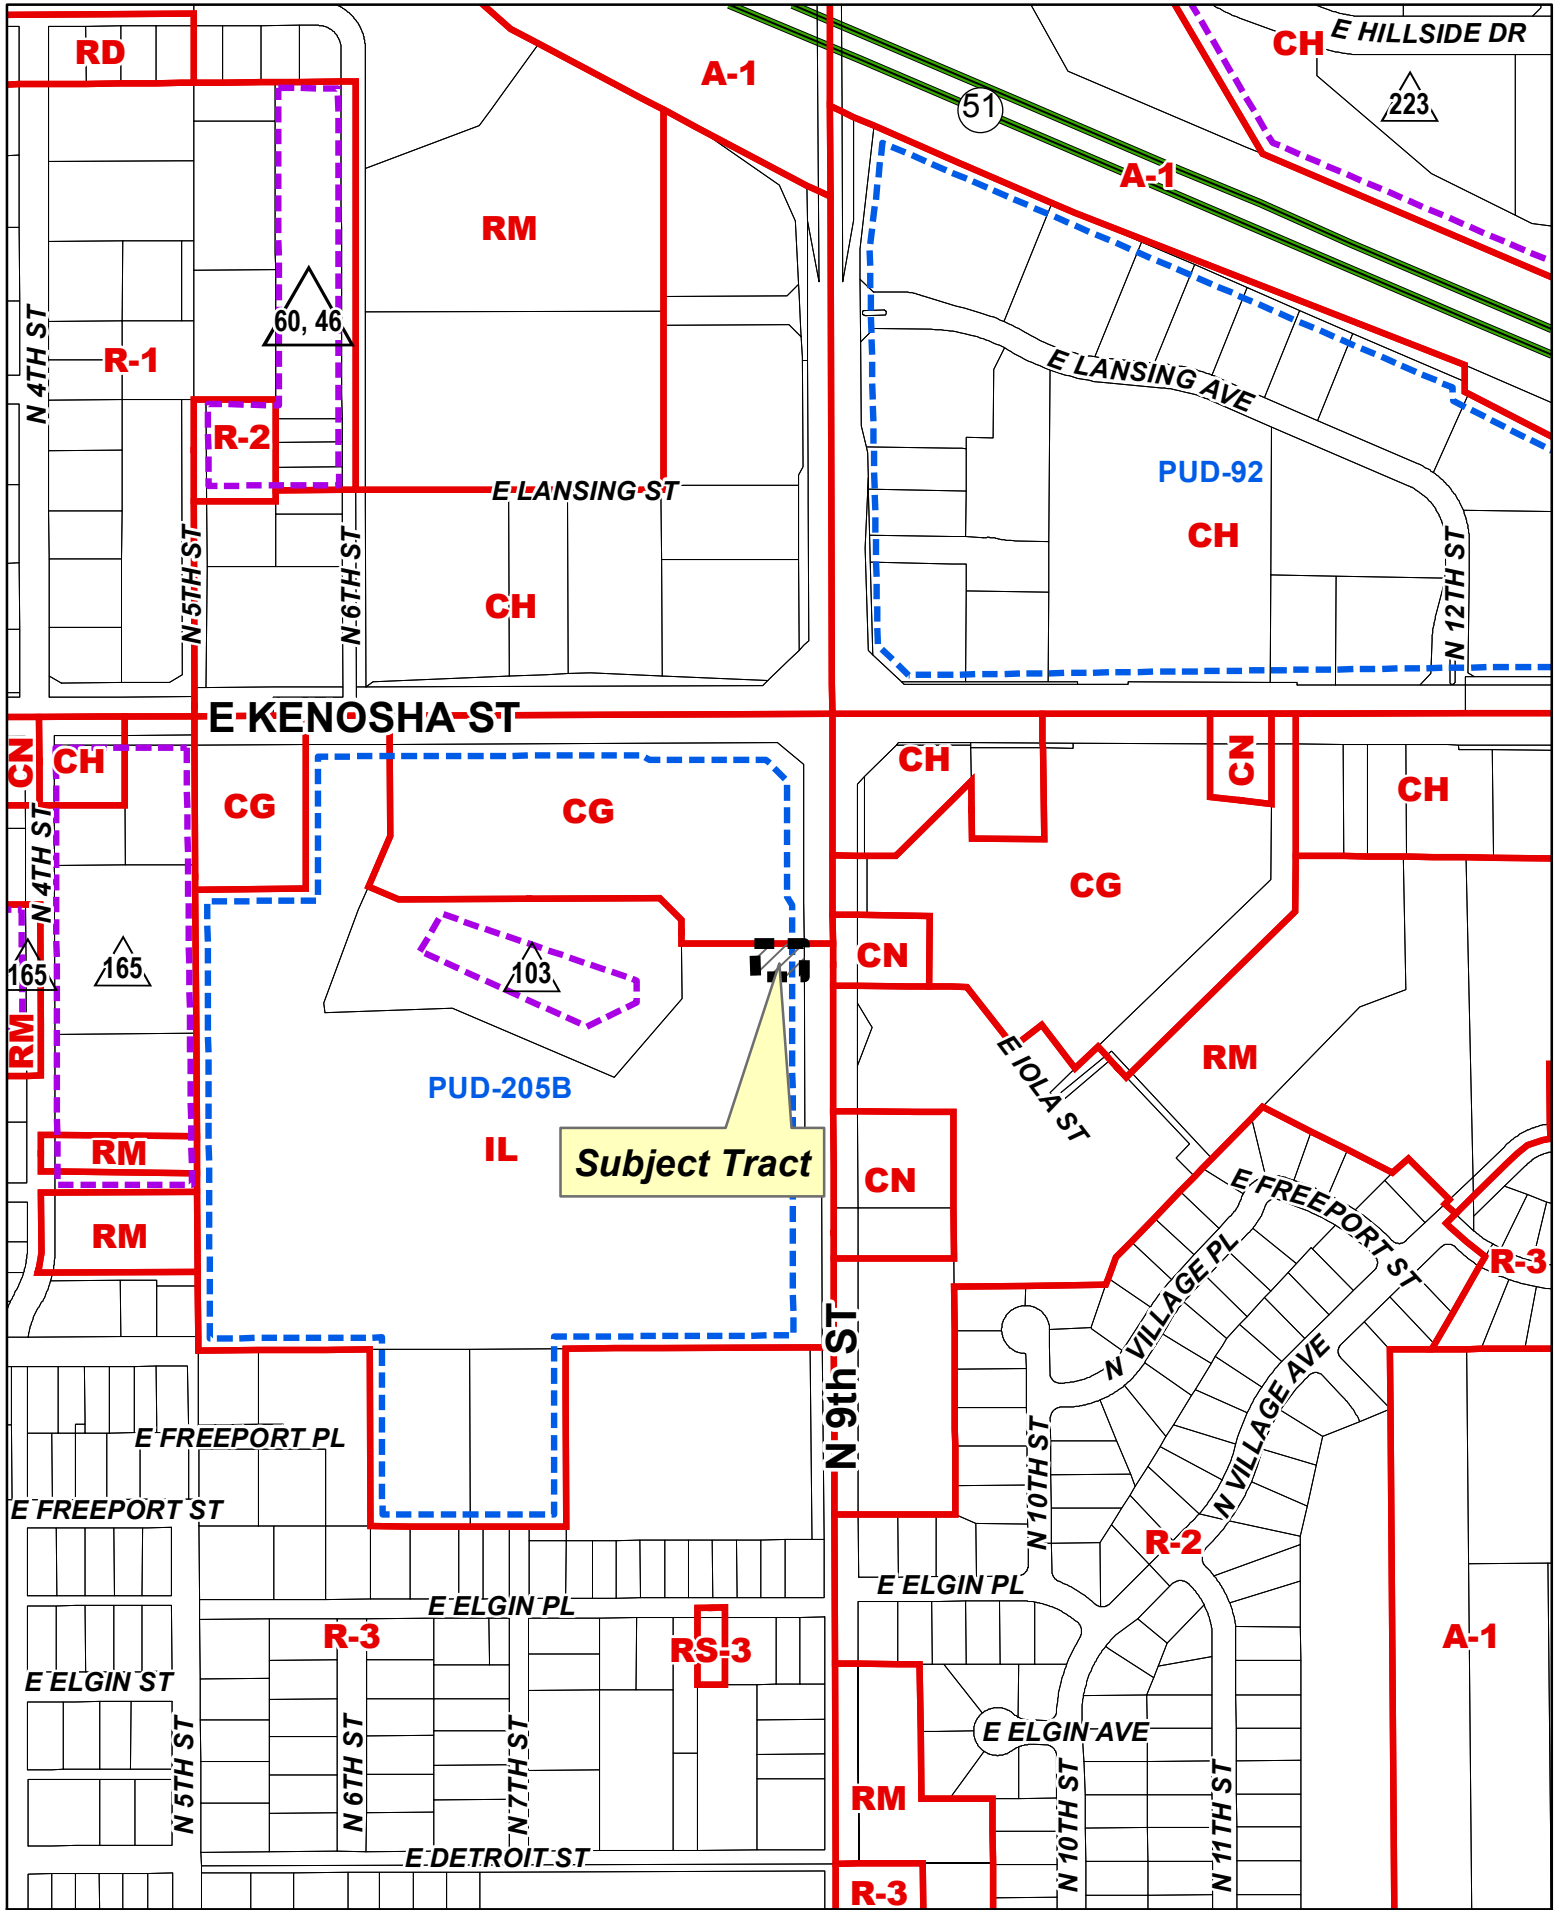 RD
A-1
CH
E HILLSIDE DR
223
51
A-1
RM
60, 46
N 4TH ST
R-1
R-2
E LANSING AVE
PUD-92
CH
E LANSING ST
N 5TH ST
N 6TH ST
N 12TH ST
CH
E KENOSHA ST
CN
CH
CG
CG
CH
CN
CH
N 4TH ST
CG
165
165
103
CN
RM
RM
E IOLA ST
PUD-205B
IL
Subject Tract
RM
CN
RM
E FREEPORT ST
N VILLAGE PL
R-3
N 9th ST
N VILLAGE AVE
E FREEPORT PL
E FREEPORT ST
N 10TH ST
R-2
E ELGIN PL
E ELGIN PL
R-3
RS-3
A-1
E ELGIN ST
E ELGIN AVE
N 5TH ST
N 6TH ST
N 7TH ST
RM
N 10TH ST
N 11TH ST
E DETROIT ST
R-3